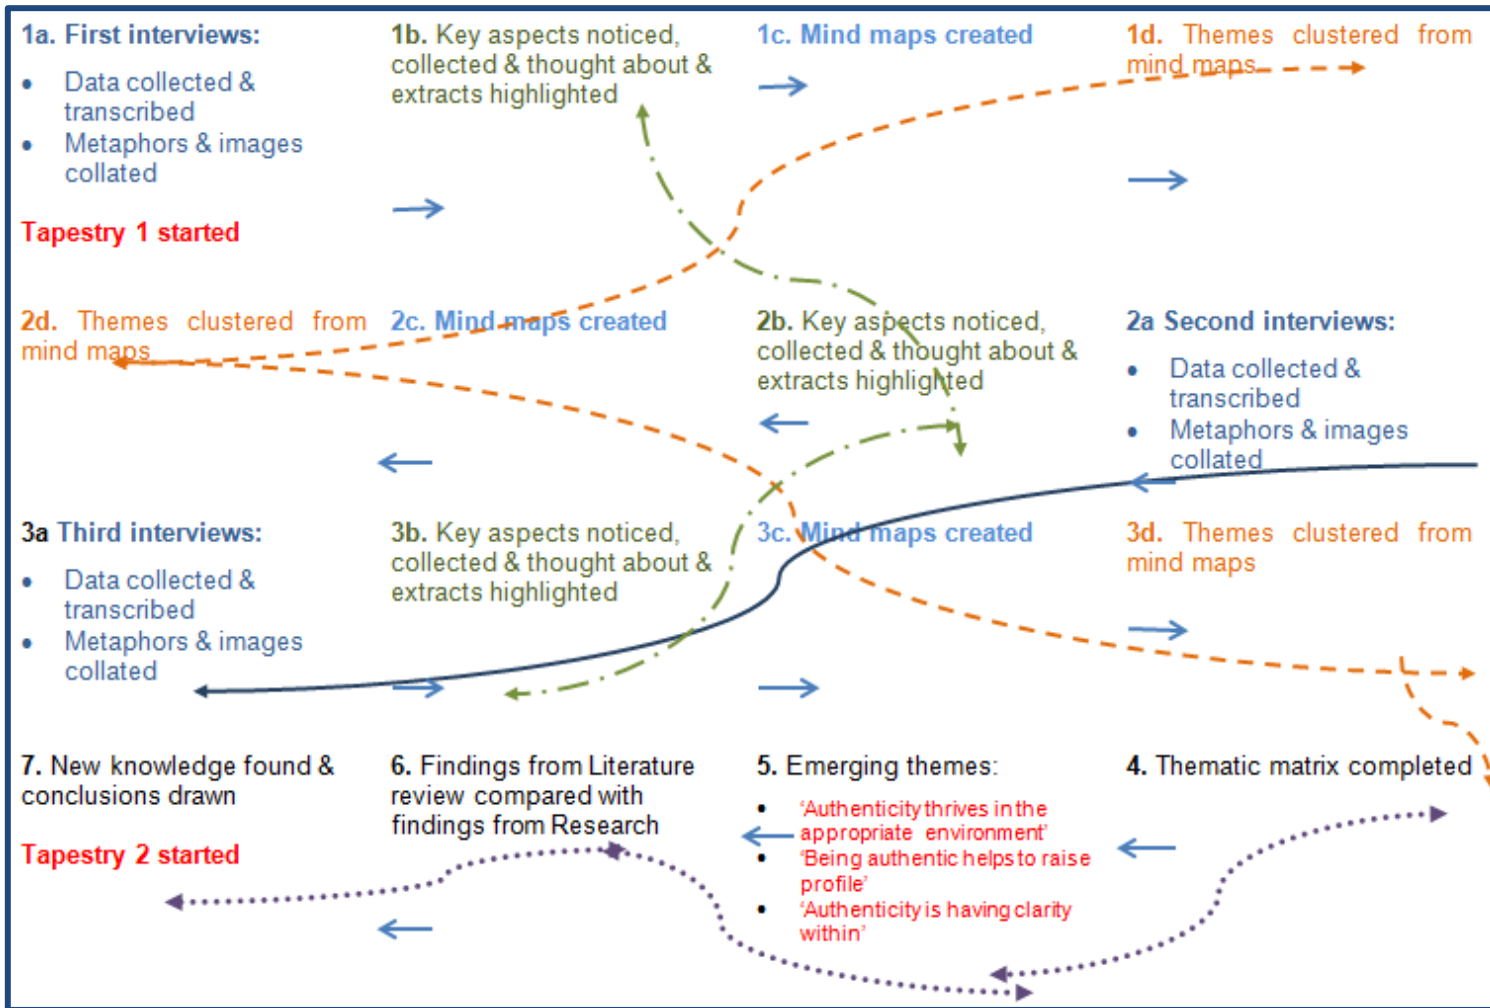 1a. First interviews:
• Data collected &
transcribed
• Metaphors & images
collated
Tapestry 1 started
1b. Key aspects noticed,
collected & thought about &
extracts highlighted
1c. Mind maps created
1d. Themes clustered from
mind maps
2d. Themes clustered from
mind maps
2c. Mind maps created
2b. Key aspects noticed,
collected & thought about &
extracts highlighted
2a Second interviews:
• Data collected &
transcribed
• Metaphors & images
collated
3a Third interviews:
• Data collected &
transcribed
• Metaphors & images
collated
3b. Key aspects noticed,
collected & thought about &
extracts highlighted
3c. Mind maps created
3d. Themes clustered from
mind maps
7. New knowledge found &
conclusions drawn
Tapestry 2 started
6. Findings from Literature
review compared with
findings from Research
5. Emerging themes:
• ‘Authenticity thrives in the
appropriate environment’
• ‘Being authentic helps to raise
profile’
• ‘Authenticity is having clarity
within’
4. Thematic matrix completed